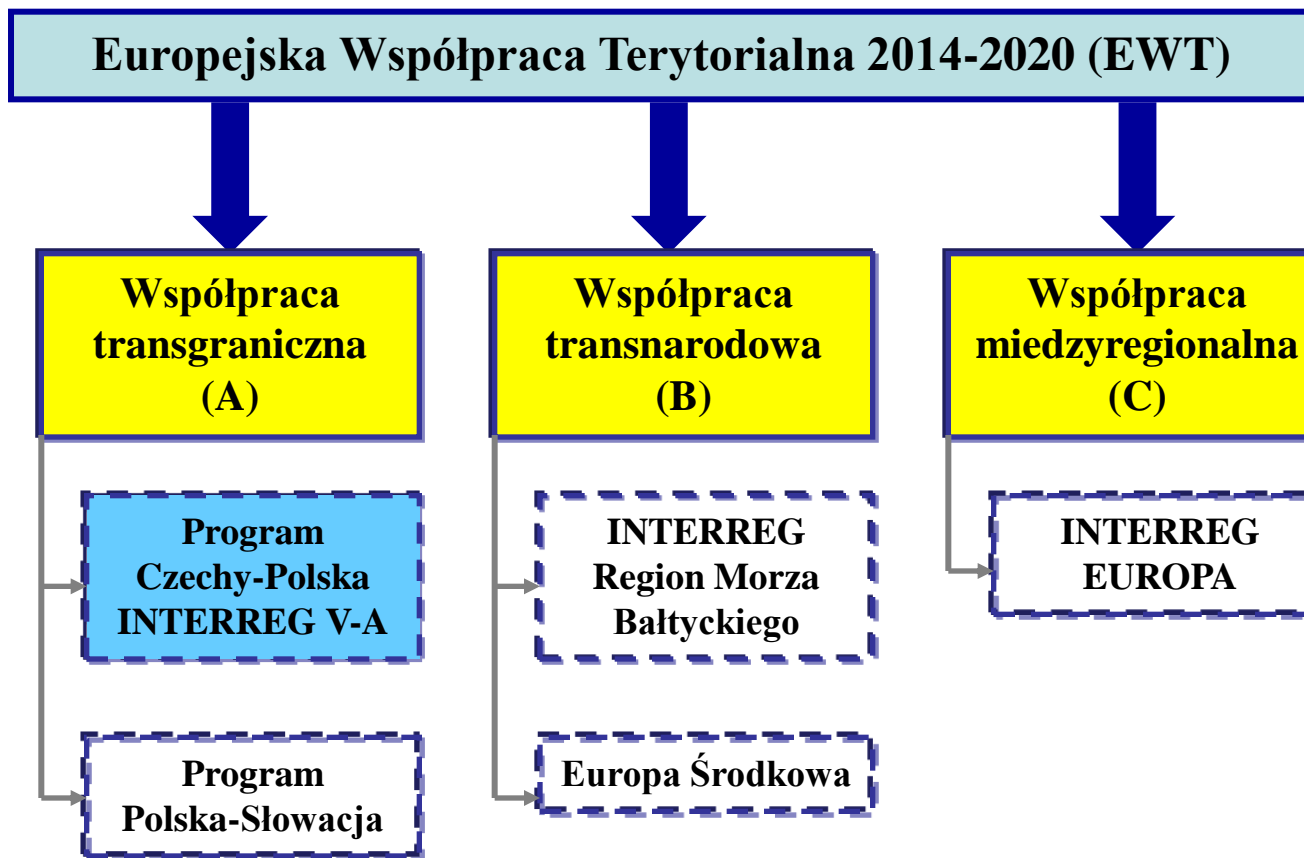 Europejska Współpraca Terytorialna 2014-2020 (EWT)
Współpraca
transgraniczna
(A)
Program
Czechy-Polska
INTERREG V-A
Program
Polska-Słowacja
Współpraca
transnarodowa
(B)
INTERREG
Region Morza
Bałtyckiego
Europa Środkowa
Współpraca
miedzyregionalna
(C)
INTERREG
EUROPA